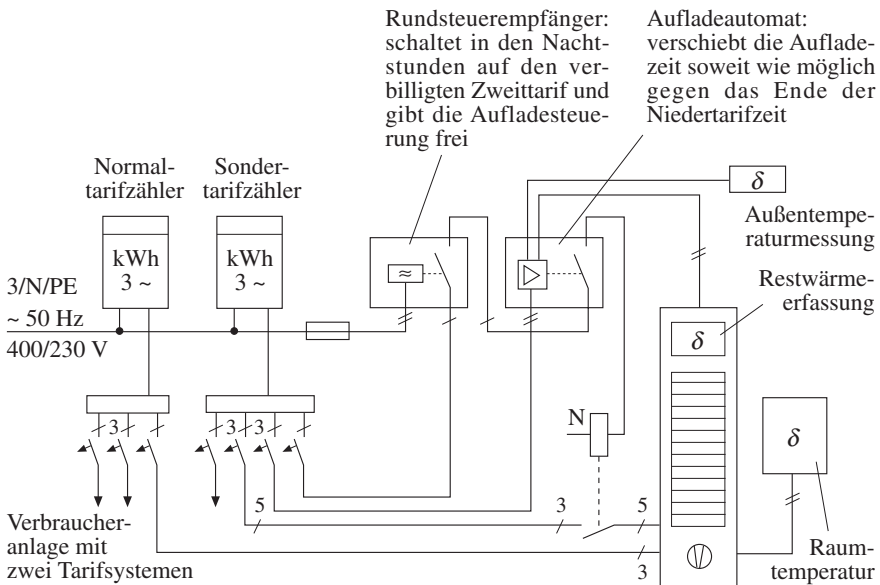 Rundsteuerempfänger:
schaltet in den Nacht-
stunden auf den ver-
billigten Zweittarif und
gibt die Aufladesteue-
rung frei
Aufladeautomat:
verschiebt die Auflade-
zeit soweit wie möglich
gegen das Ende der
Niedertarifzeit
Normal-
tarifzähler
Sonder-
tarifzähler
δ
Außentempe-
raturmessung
kWh
3 ~
kWh
3 ~
≈
3/N/PE
~ 50 Hz
400/230 V
Restwärme-
erfassung
δ
3
3
3
N
δ
5
3
5
3
Verbraucher-
anlage mit
zwei Tarifsystemen
Raum-
temperatur